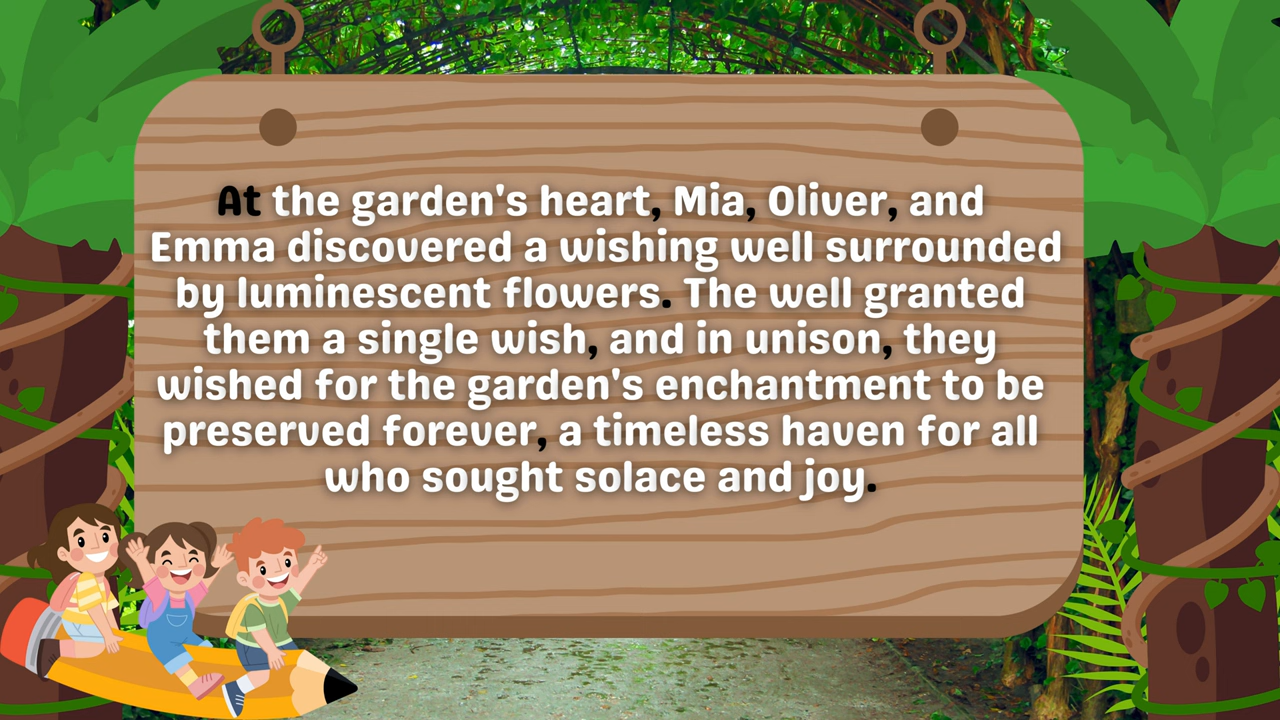 At the garden's heart, Mia, Oliver, and
Emma discovered a wishing well surrounded
by luminescent flowers. The well granted
them a single wish, and in unison, they
wished for the garden's enchantment to be
preserved forever, a timeless haven for all
who sought solace and joy.